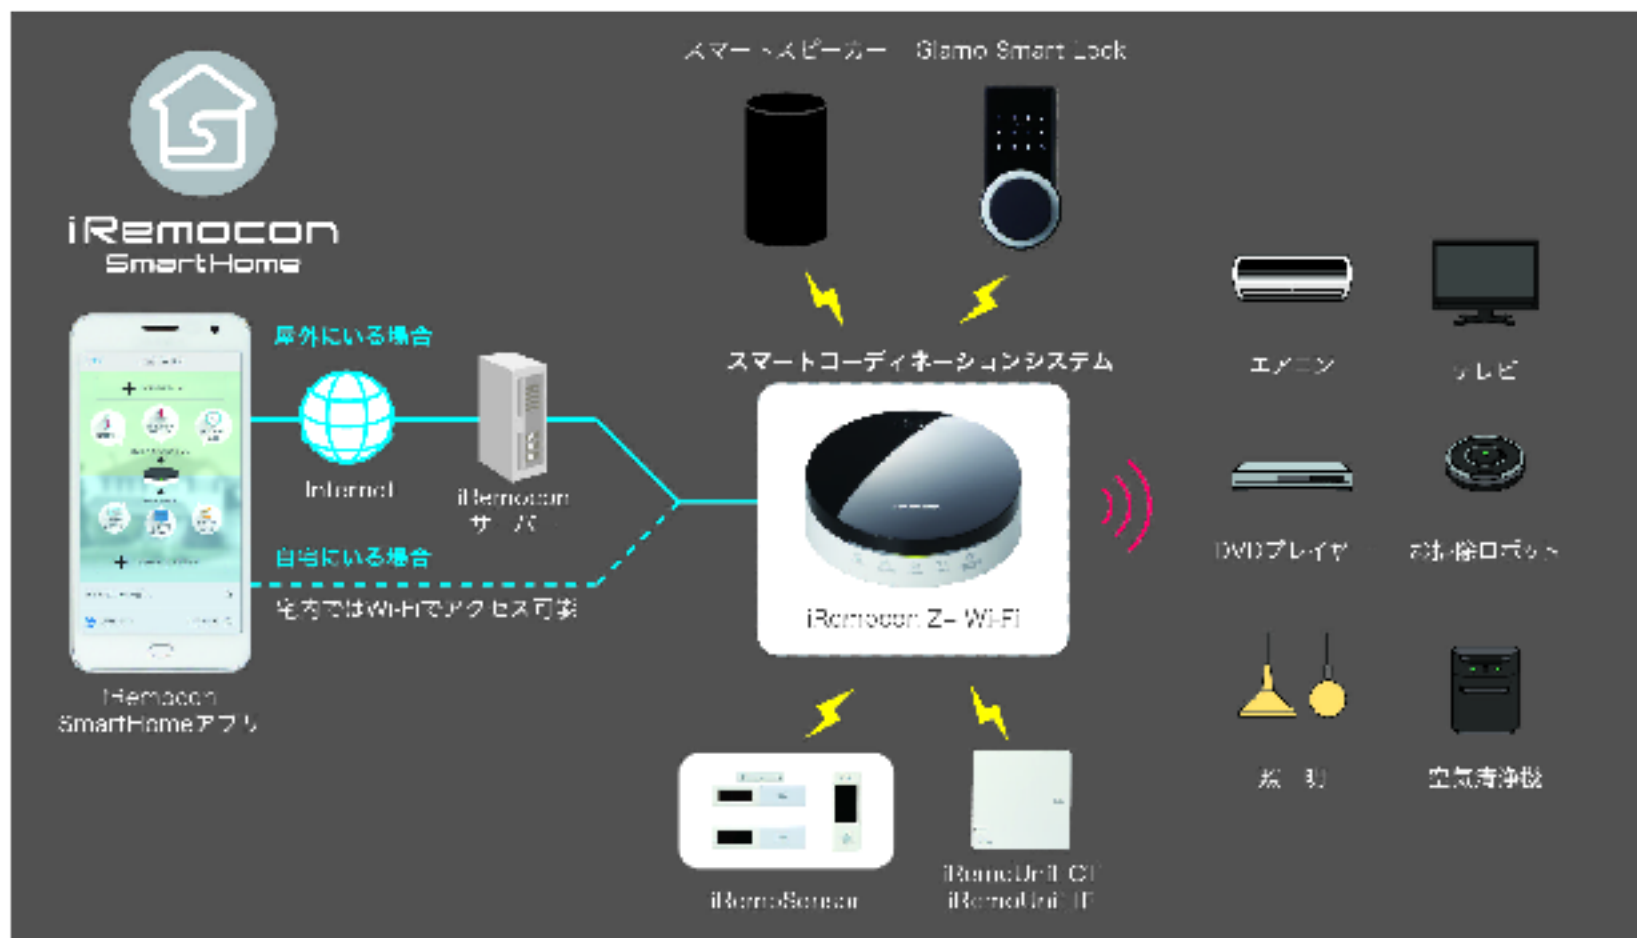 スマートスピーカー
Glamo Smart Lock
iRemocon
SmartHome
屋外にいる場合
Internet
iRemocon
サーバー
自宅にいる場合
宅内ではWi-Fiでアクセス可能
iRemocon
SmartHomeアプリ
スマートコーディネーションシステム
iRemocon Wi-Fi
エアコン
テレビ
DVDプレイヤー
お掃除ロボット
照 明
空気清浄機
iRemoSensor
iRemoUnit CT
iRemoUnit IF